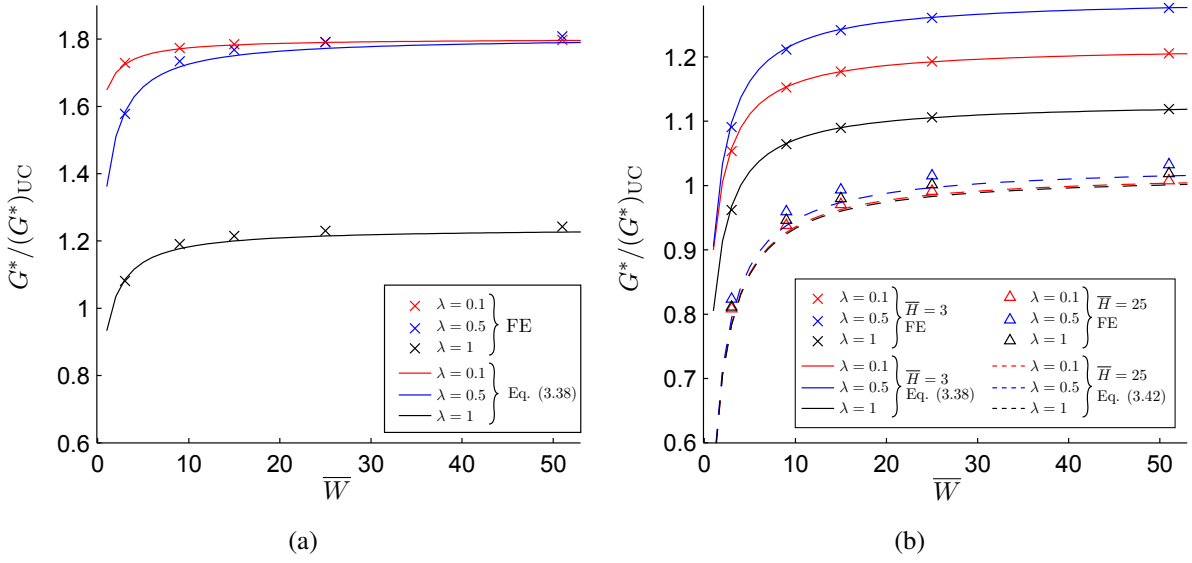 G*/(G*)UC
1.8
1.6
1.4
1.2
1
0.8
0.6
0
10
20
30
40
50
W̅
λ = 0.1
λ = 0.5
λ = 1
FE
λ = 0.1
λ = 0.5
λ = 1
Eq. (3.38)
(a)
G*/(G*)UC
1.2
1.1
1
0.9
0.8
0.7
0.6
0
10
20
30
40
50
W̅
λ = 0.1
λ = 0.5
λ = 1
H̅ = 3
FE
λ = 0.1
λ = 0.5
λ = 1
H̅ = 25
FE
λ = 0.1
λ = 0.5
λ = 1
H̅ = 3
Eq. (3.38)
λ = 0.1
λ = 0.5
λ = 1
H̅ = 25
Eq. (3.42)
(b)